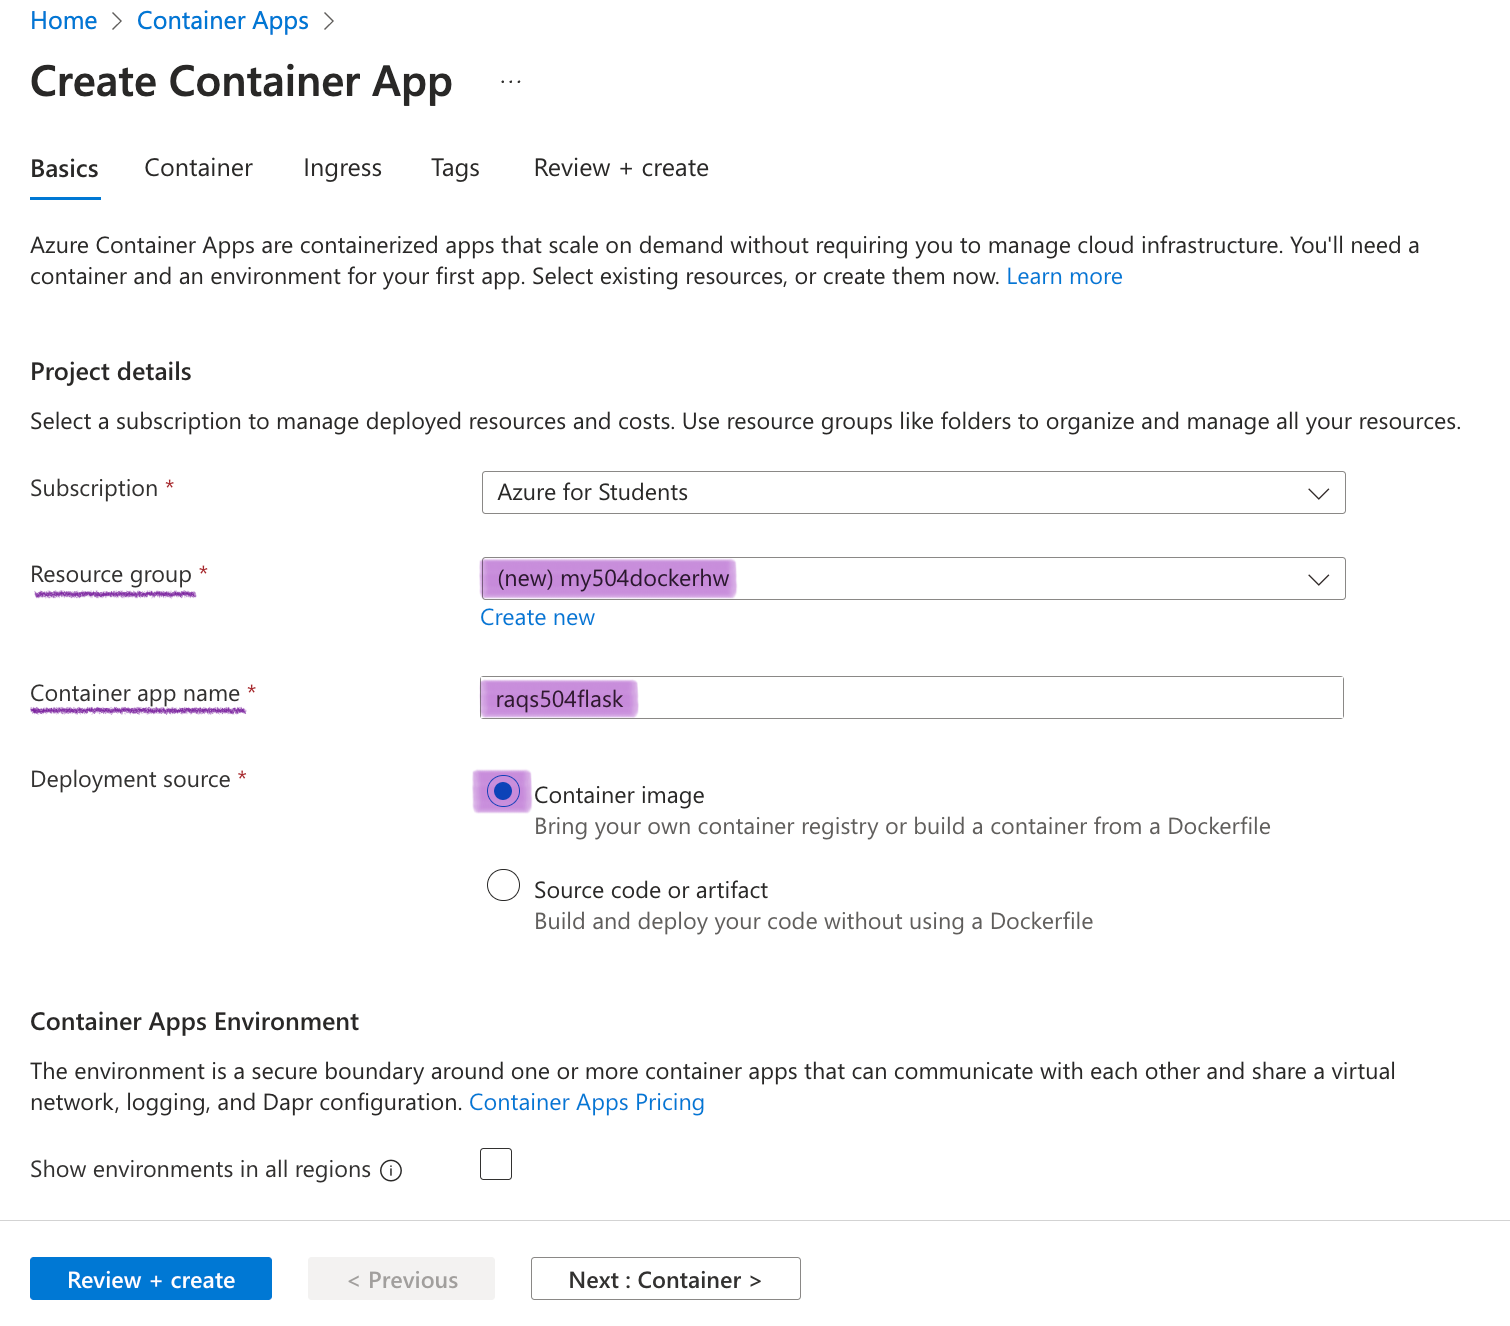 Home > Container Apps >
Create Container App ...
Basics Container Ingress Tags Review + create
Azure Container Apps are containerized apps that scale on demand without requiring you to manage cloud infrastructure. You'll need a
container and an environment for your first app. Select existing resources, or create them now. Learn more
Project details
Select a subscription to manage deployed resources and costs. Use resource groups like folders to organize and manage all your resources.
Subscription * Azure for Students
Resource group * (new) my504dockerhw
Create new
Container app name * raqs504flask
Deployment source * Container image
Bring your own container registry or build a container from a Dockerfile
Source code or artifact
Build and deploy your code without using a Dockerfile
Container Apps Environment
The environment is a secure boundary around one or more container apps that can communicate with each other and share a virtual
network, logging, and Dapr configuration. Container Apps Pricing
Show environments in all regions
Review + create < Previous Next : Container >